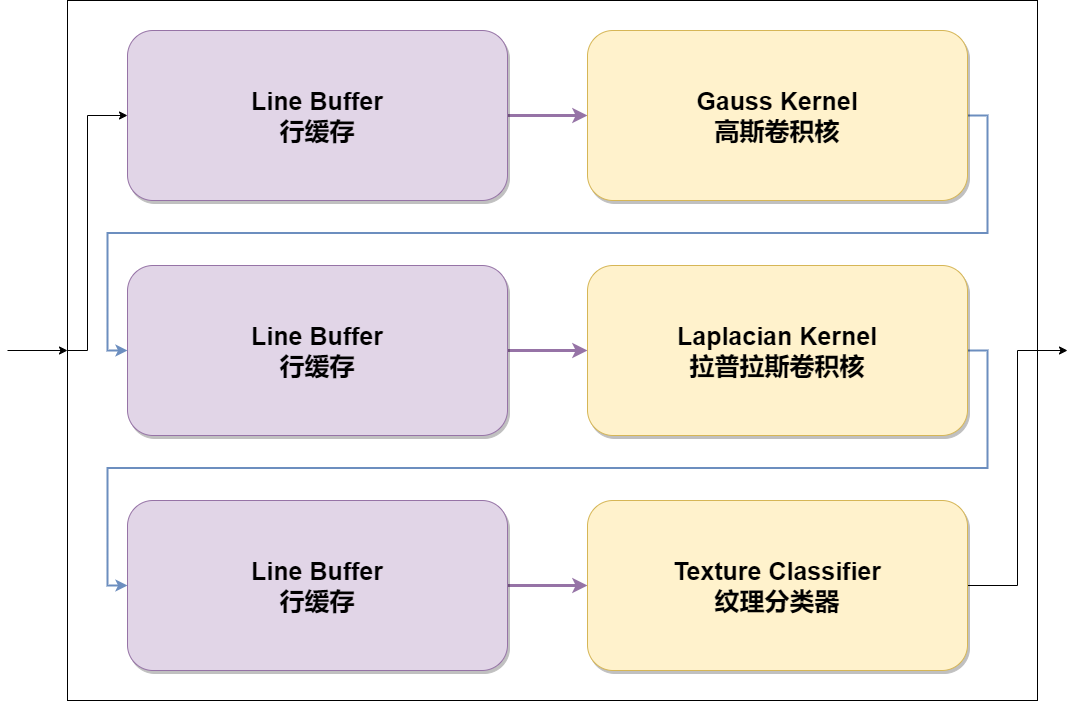 Line Buffer
行缓存
Gauss Kernel
高斯卷积核
Line Buffer
行缓存
Laplacian Kernel
拉普拉斯卷积核
Line Buffer
行缓存
Texture Classifier
纹理分类器